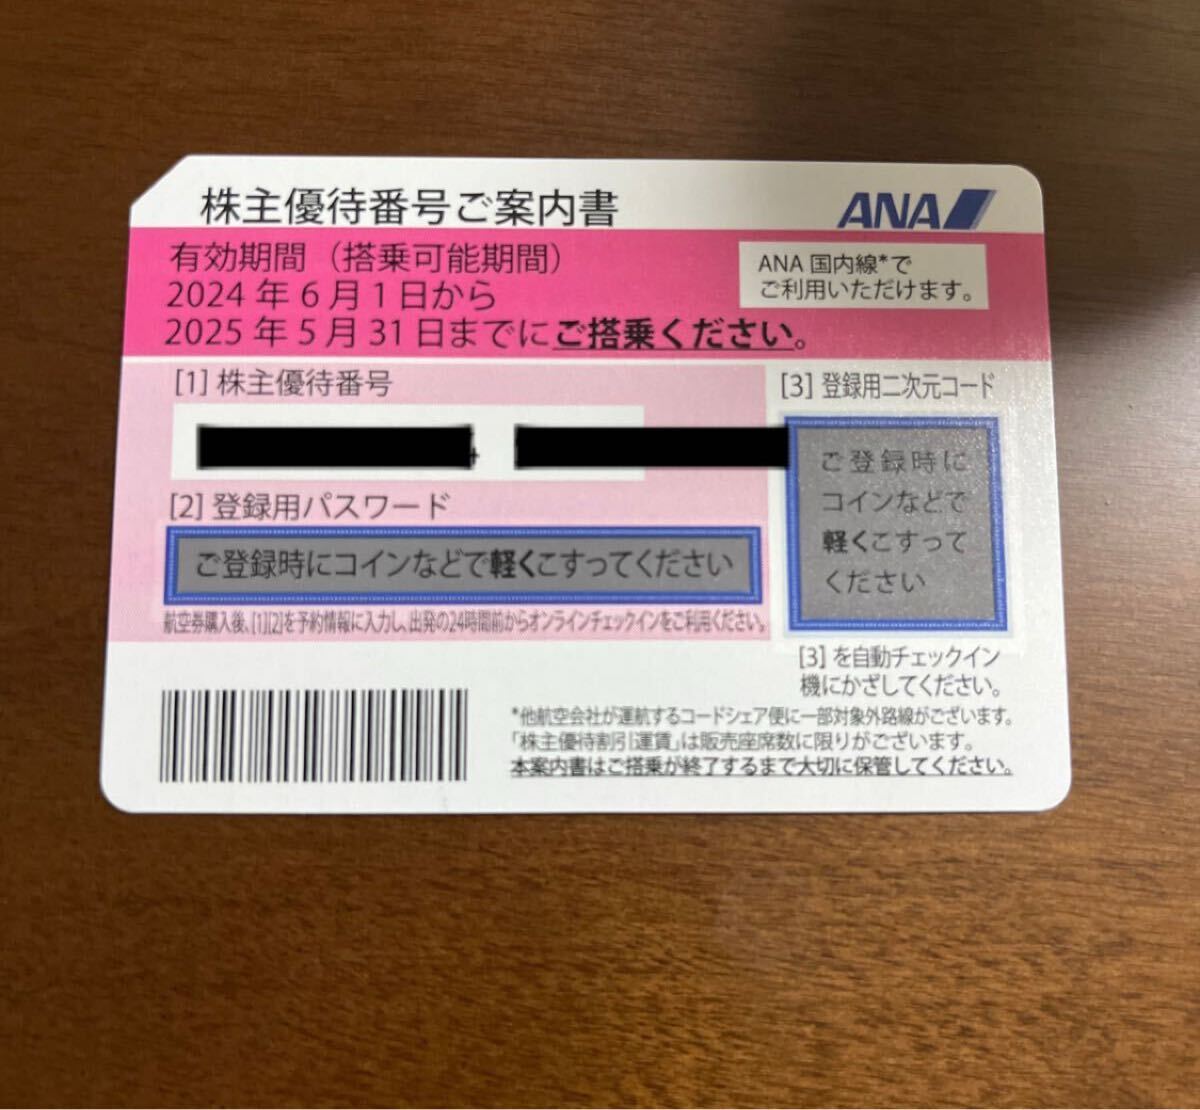 株主優待番号ご案内書
ANA
有効期間（搭乗可能期間）
2024年6月1日から
2025年5月31日までにご搭乗ください。
ANA国内線*で
ご利用いただけます。
[1] 株主優待番号
[2] 登録用パスワード
ご登録時にコインなどで軽くこすってください
航空券購入後、[1][2]を予約情報に入力し、出発の24時間前からオンラインチェックインをご利用ください。
[3] 登録用二次元コード
ご登録時に
コインなどで
軽くこすって
ください
[3] を自動チェックイン
機にかざしてください。
*他航空会社が運航するコードシェア便に一部対象外路線がございます。
「株主優待割引運賃」は販売座席数に限りがございます。
本案内書はご搭乗が終了するまで大切に保管してください。